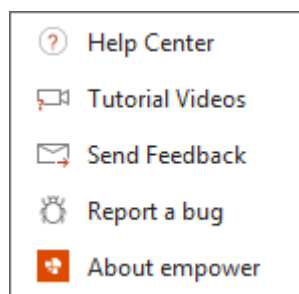 Help Center
Tutorial Videos
Send Feedback
Report a bug
About empower